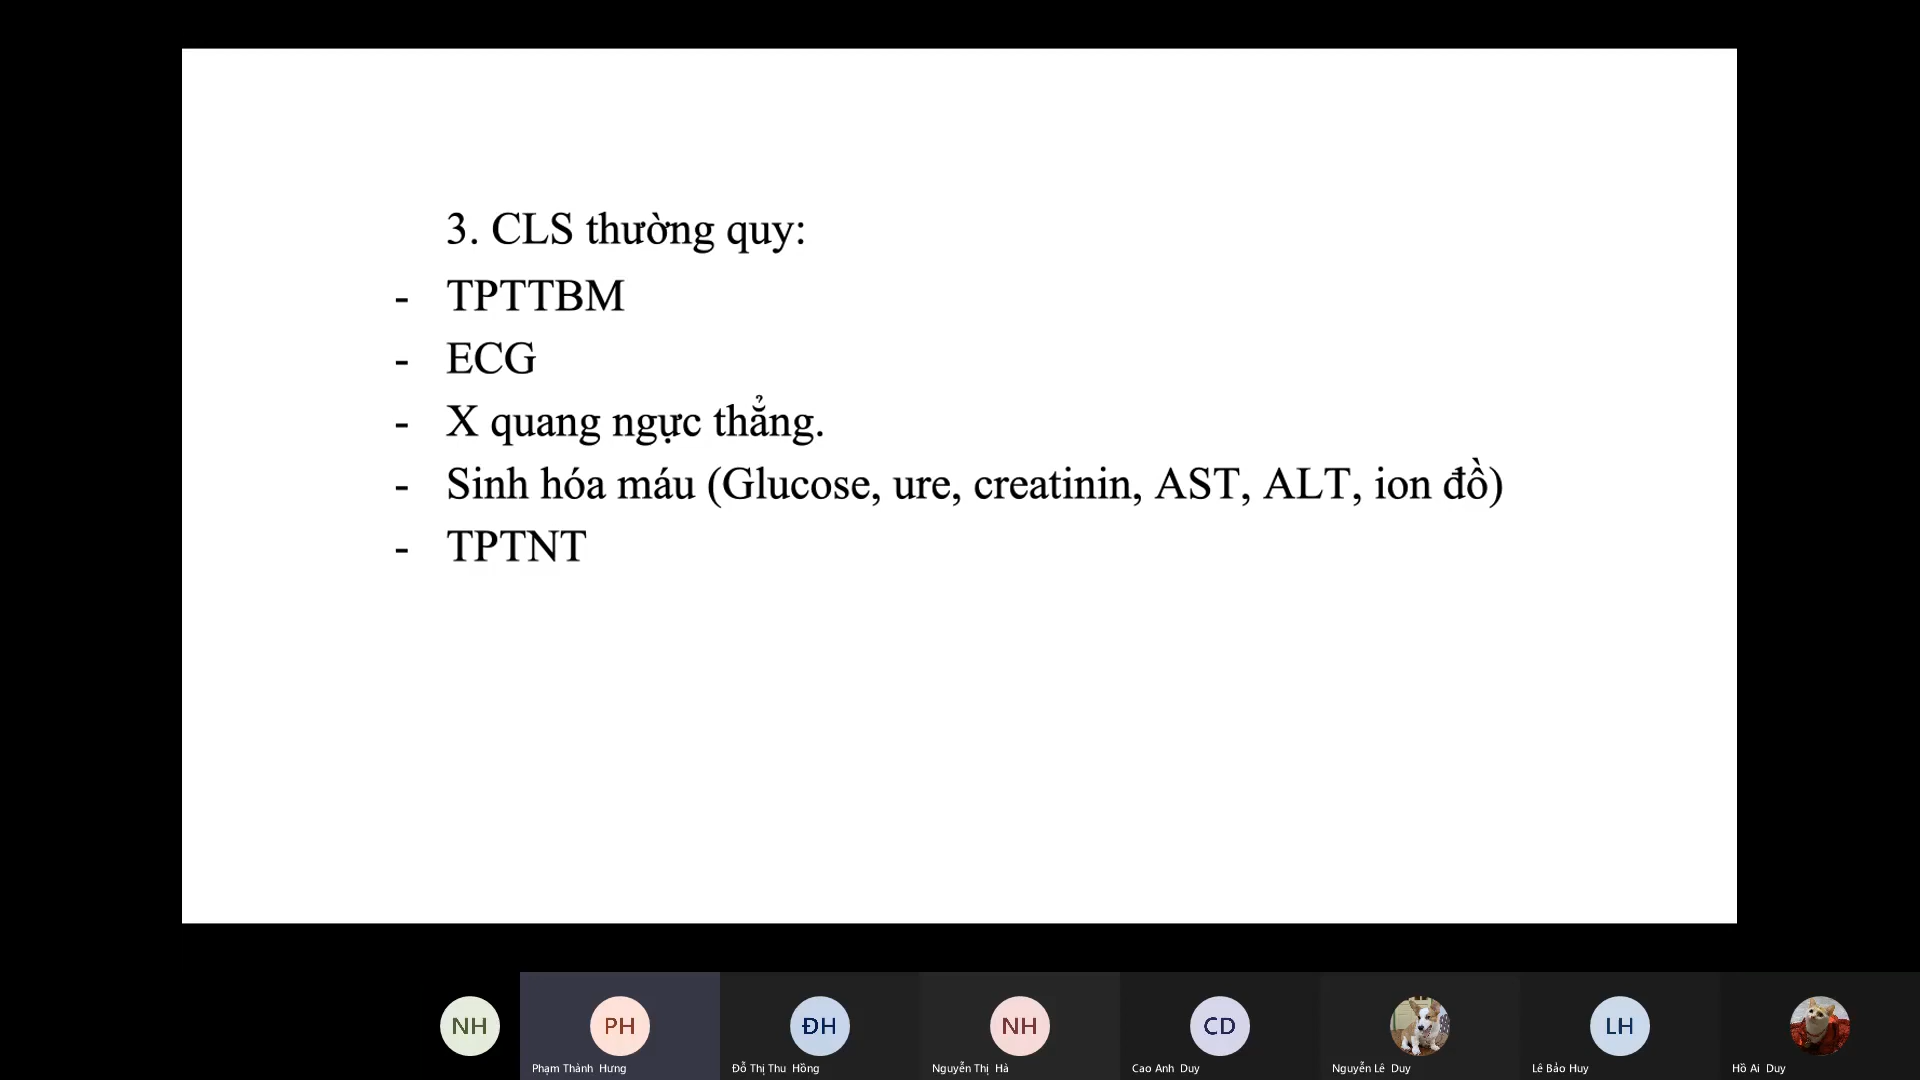 3. CLS thường quy:
- TPTTBM
- ECG
- X quang ngực thẳng.
- Sinh hóa máu (Glucose, ure, creatinin, AST, ALT, ion đồ)
- TPTNT
NH
PH
ĐH
NH
CD
LH
Phạm Thành Hưng
Đỗ Thị Thu Hồng
Nguyễn Thị Hà
Cao Anh Duy
Nguyễn Lê Duy
Lê Bảo Huy
Hồ Ai Duy